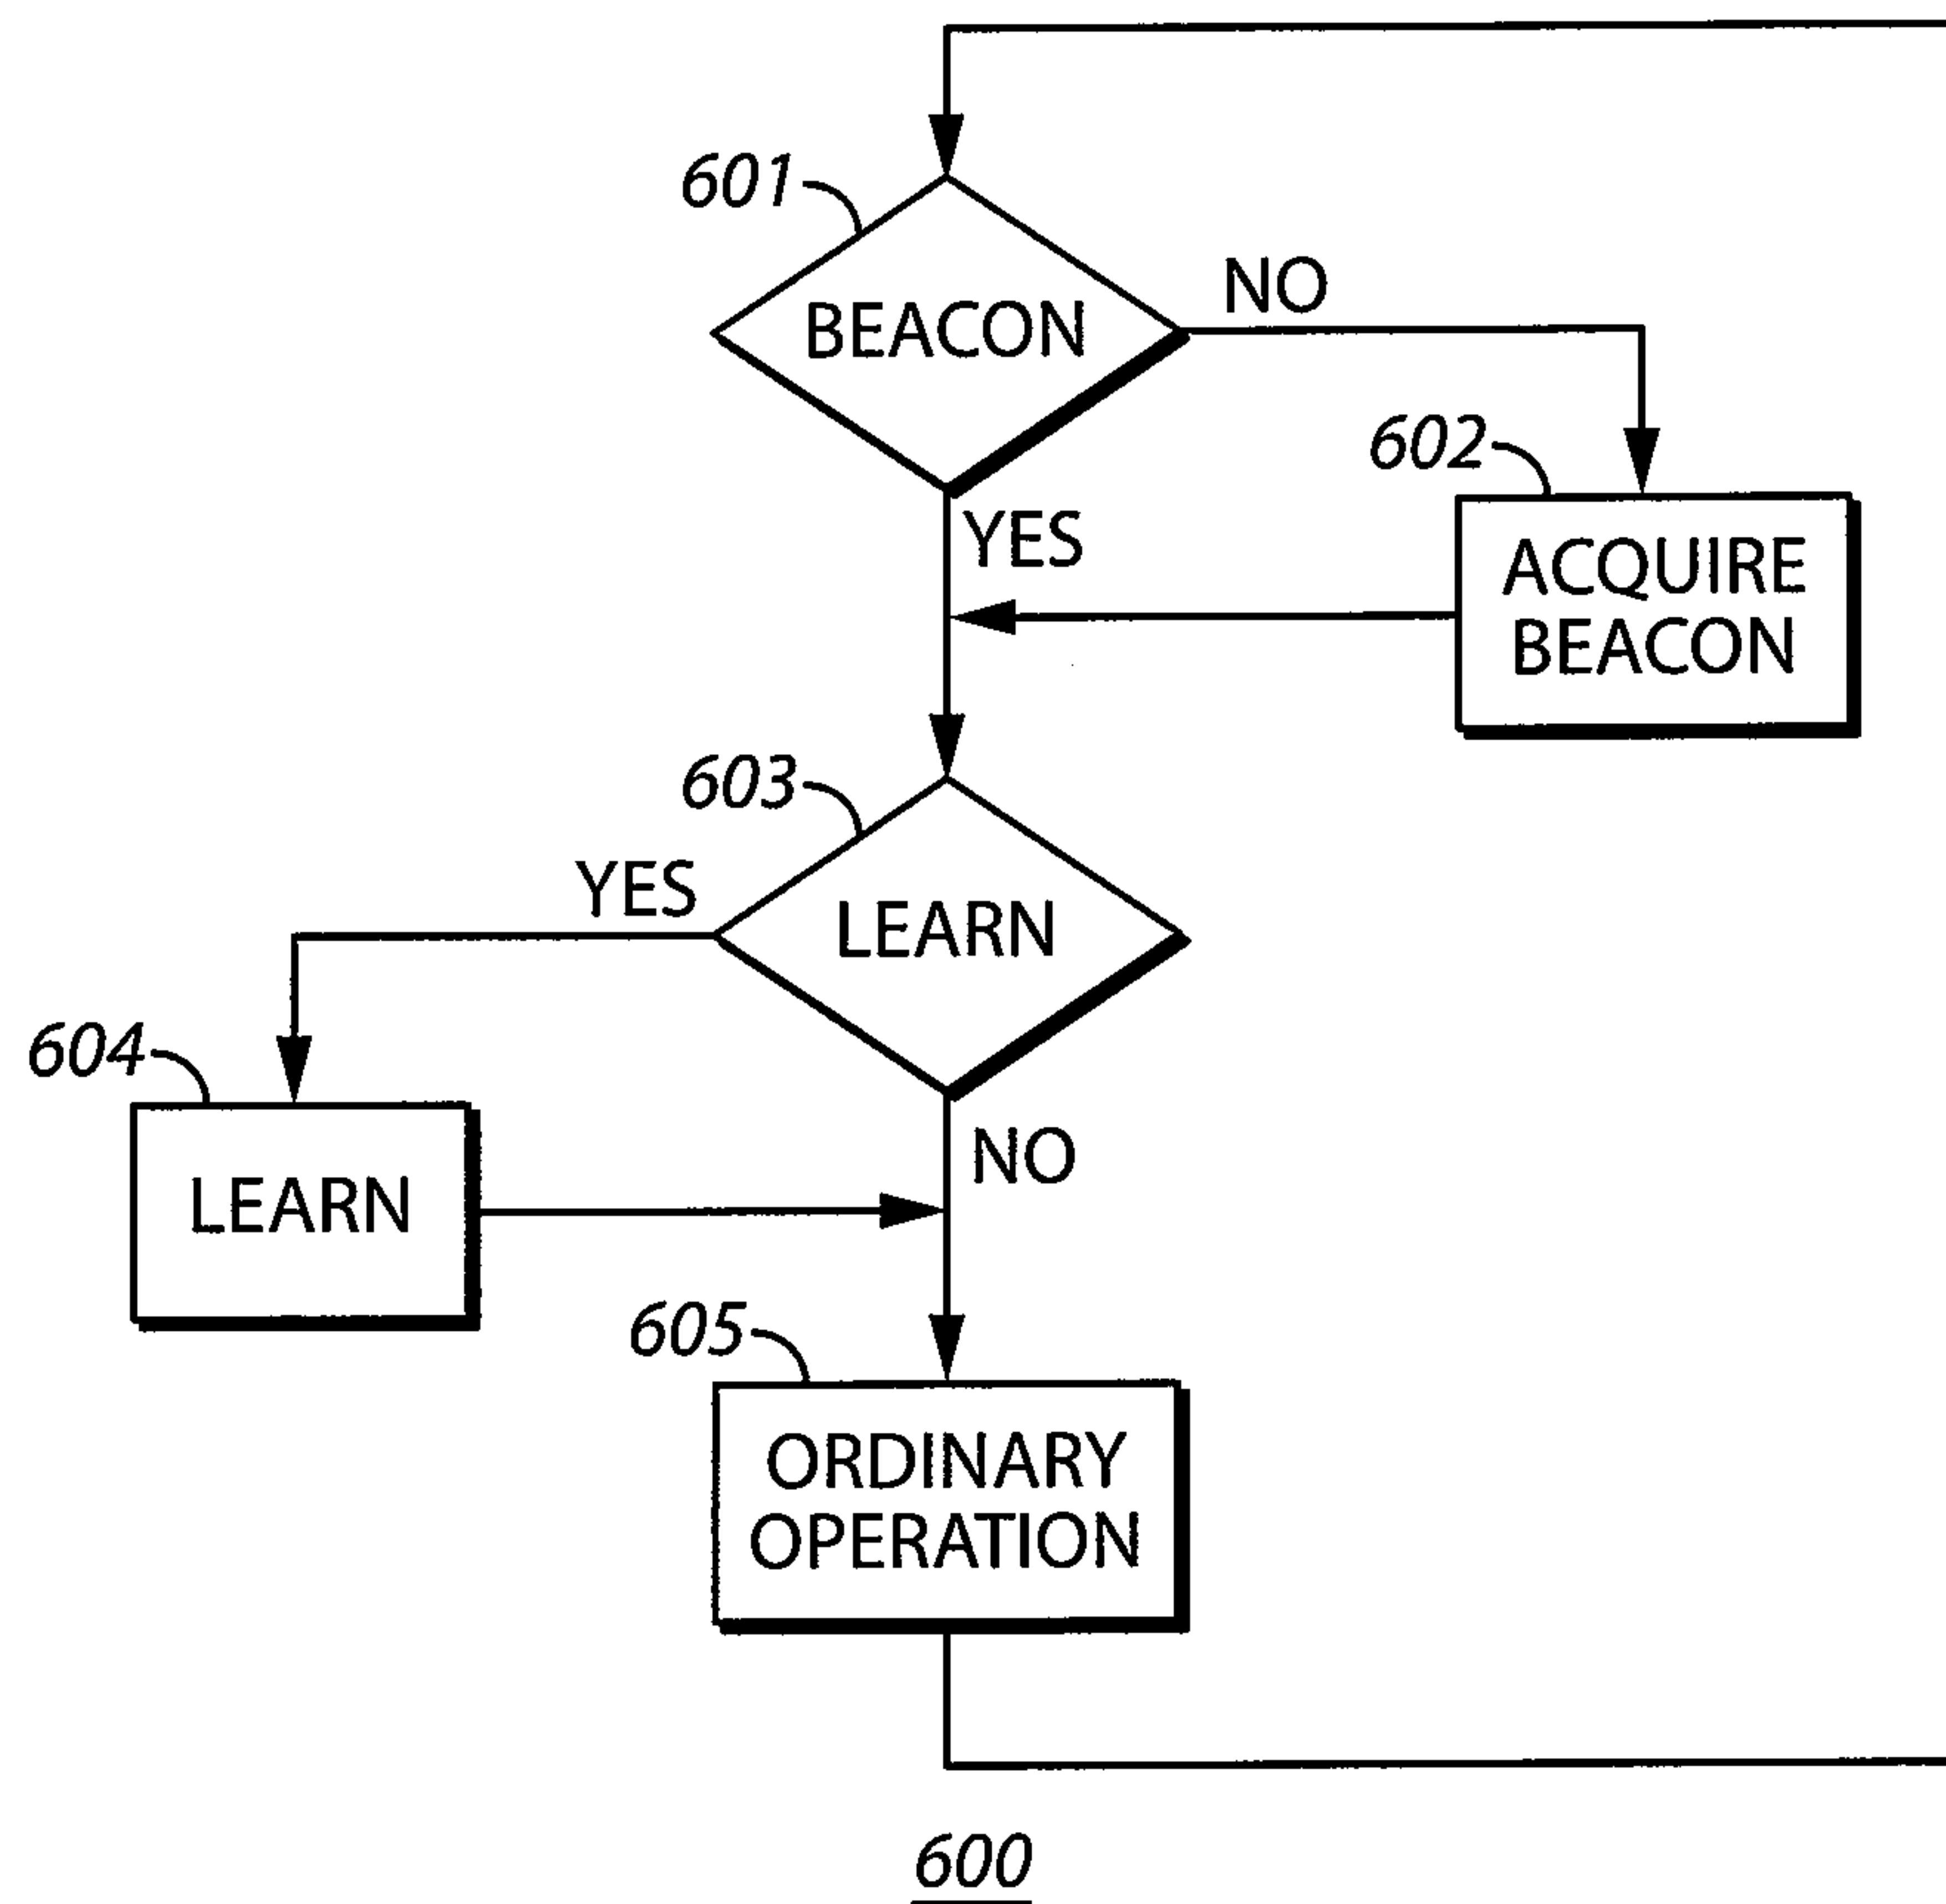 601
BEACON
NO
602
YES
ACQUIRE
BEACON
603
YES
LEARN
604
NO
LEARN
605
ORDINARY
OPERATION
600